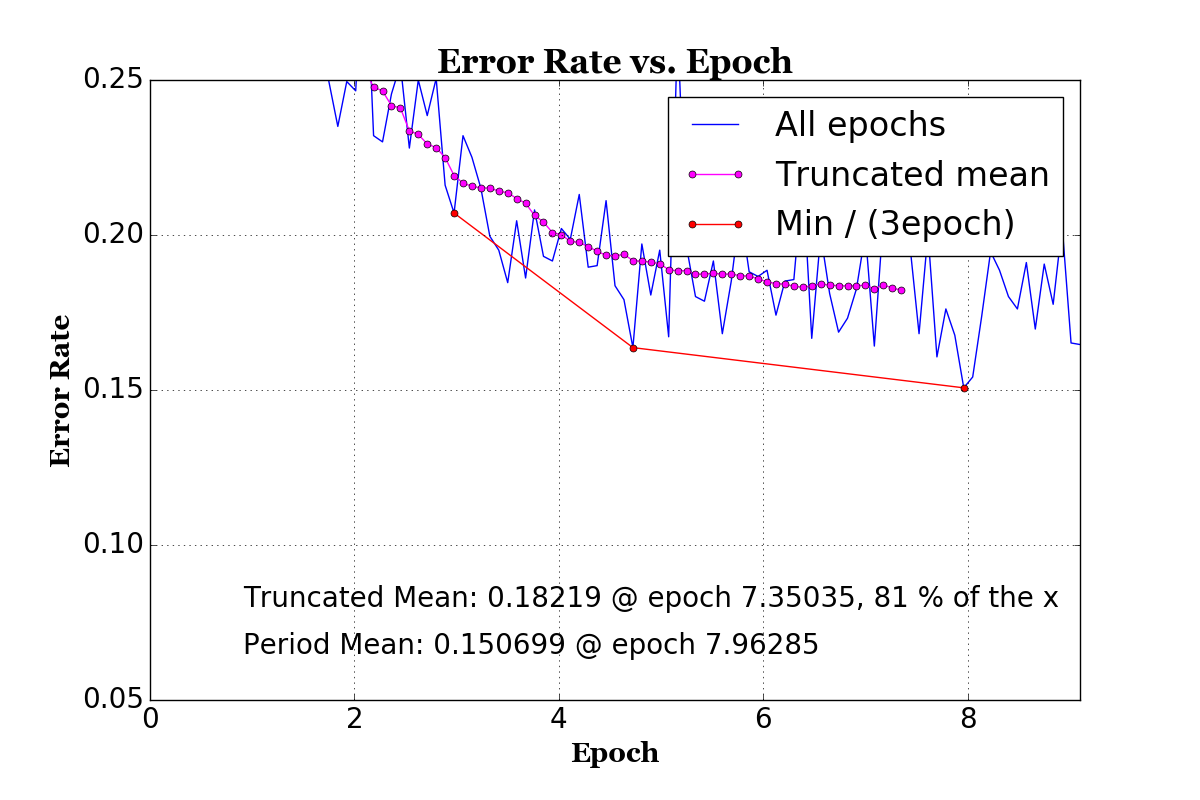 Error Rate vs. Epoch
0.25
0.20
0.15
0.10
0.05
Error Rate
All epochs
Truncated mean
Min / (3epoch)
Truncated Mean: 0.18219 @ epoch 7.35035, 81 % of the x
Period Mean: 0.150699 @ epoch 7.96285
0 2 4 6 8
Epoch